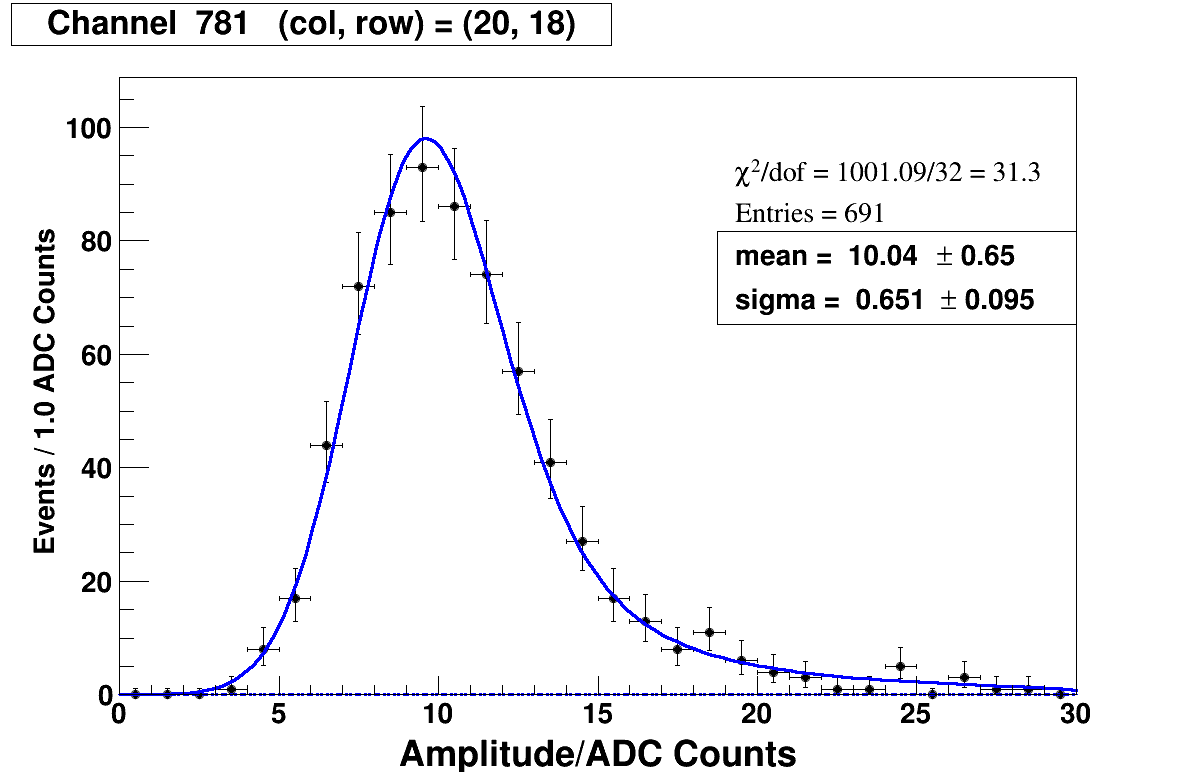 Channel 781 (col, row) = (20, 18)
χ²/dof = 1001.09/32 = 31.3
Entries = 691
mean = 10.04 ± 0.65
sigma = 0.651 ± 0.095
Events / 1.0 ADC Counts
100
80
60
40
20
0
0 5 10 15 20 25 30
Amplitude/ADC Counts